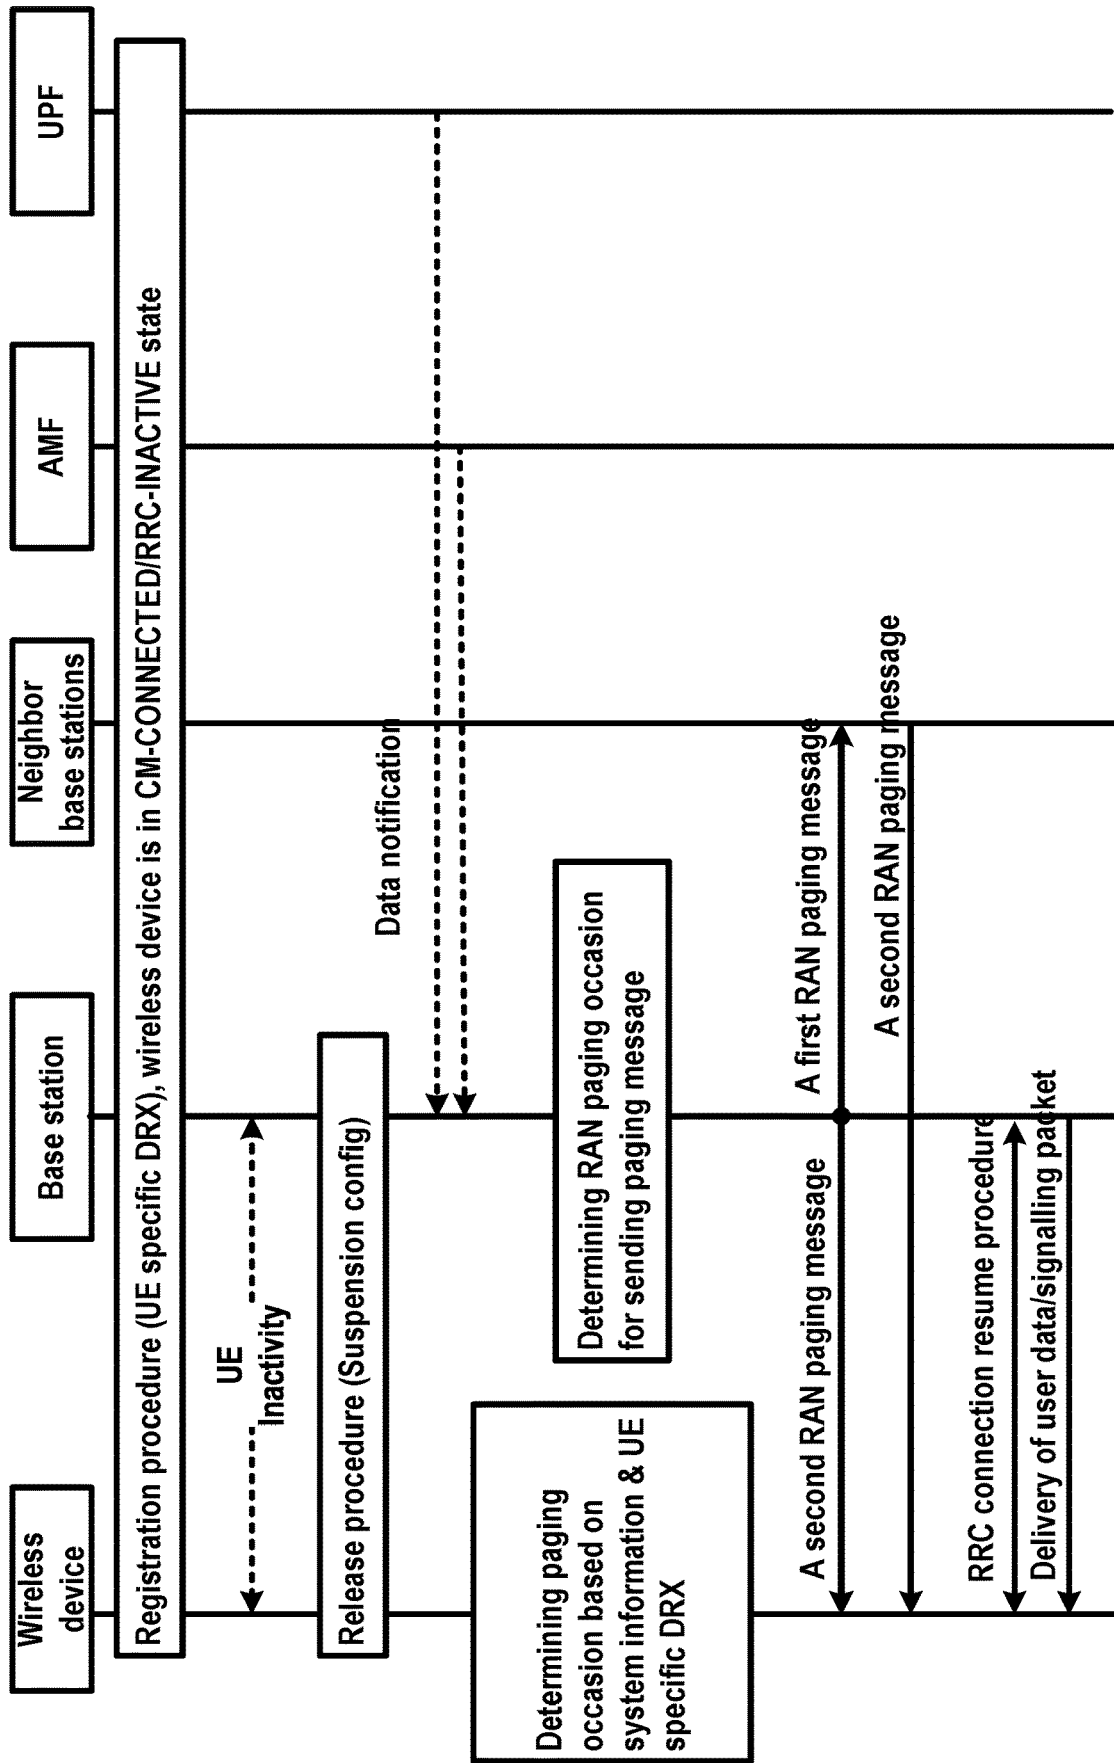 Wireless
device
Base station
Neighbor
base stations
AMF
UPF
Registration procedure (UE specific DRX), wireless device is in CM-CONNECTED/RRC-INACTIVE state
UE
Inactivity
Release procedure (Suspension config)
Data notification
Determining paging
occasion based on
system information & UE
specific DRX
Determining RAN paging occasion
for sending paging message
A second RAN paging message
A first RAN paging message
A second RAN paging message
RRC connection resume procedure
Delivery of user data/signalling packet